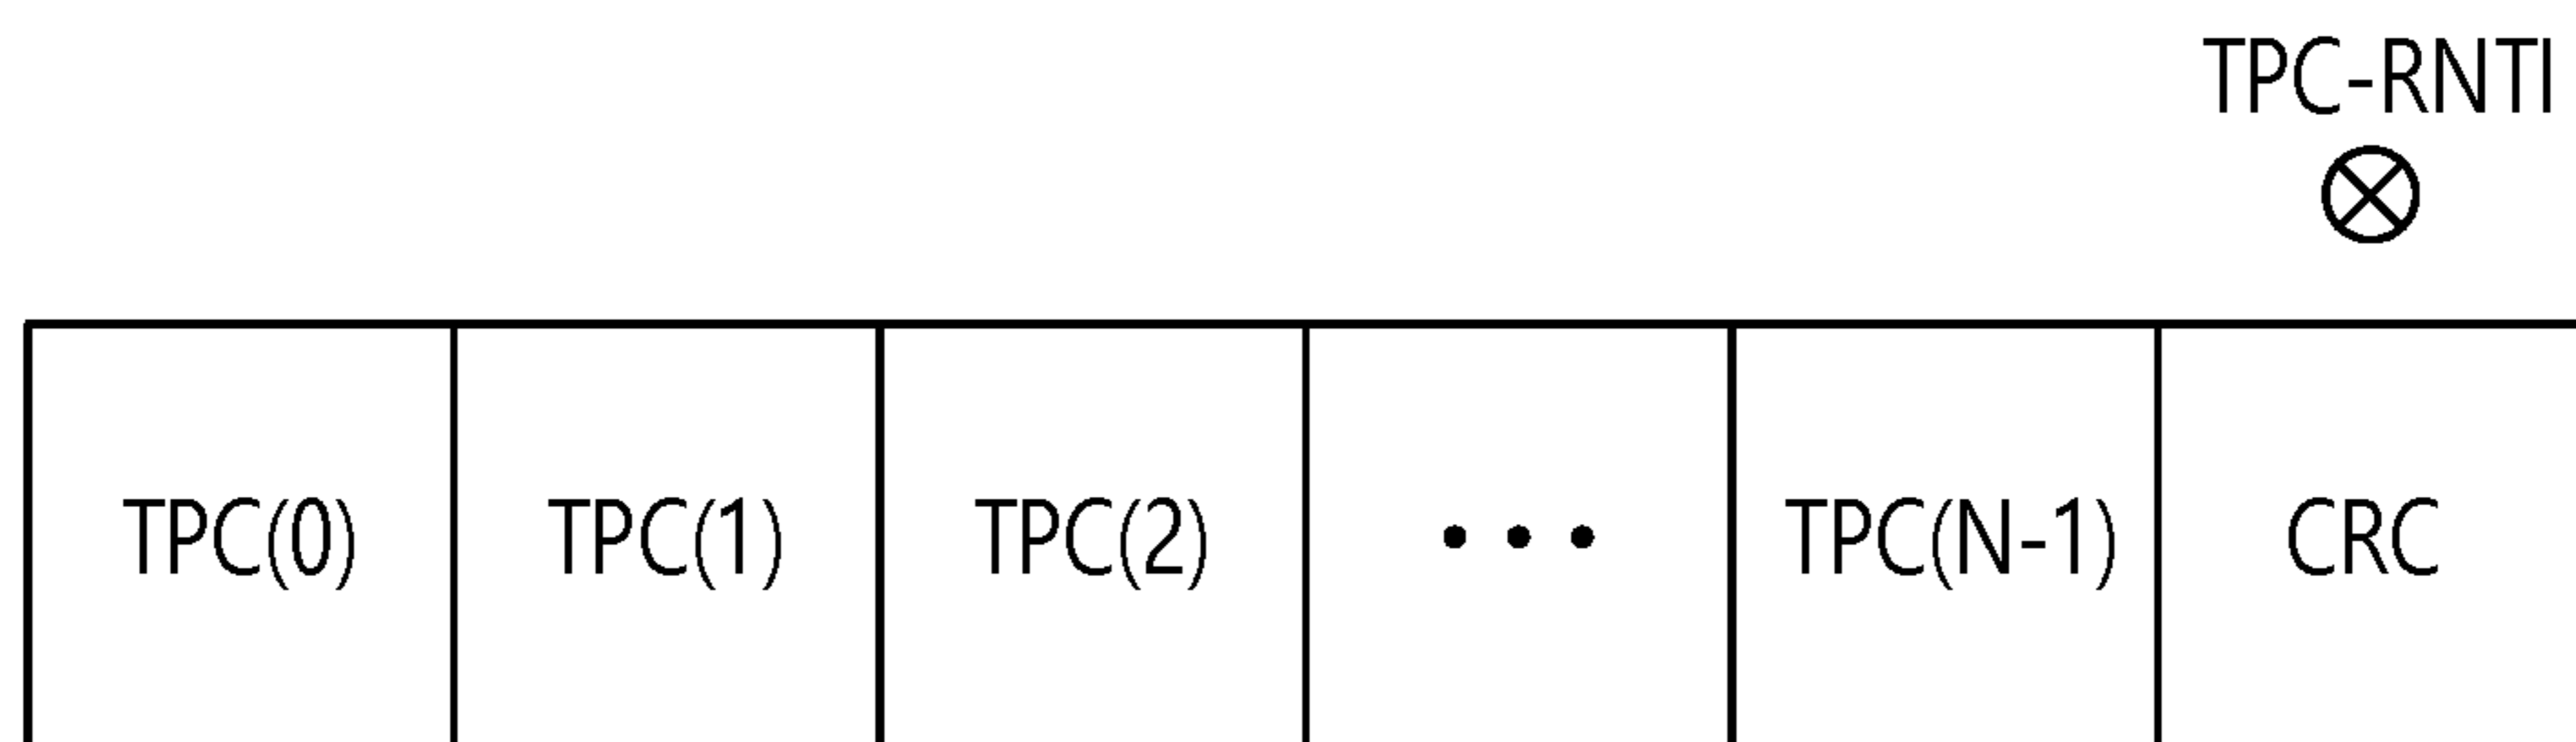 TPC-RNTI
TPC(0) TPC(1) TPC(2) • • • TPC(N-1) CRC